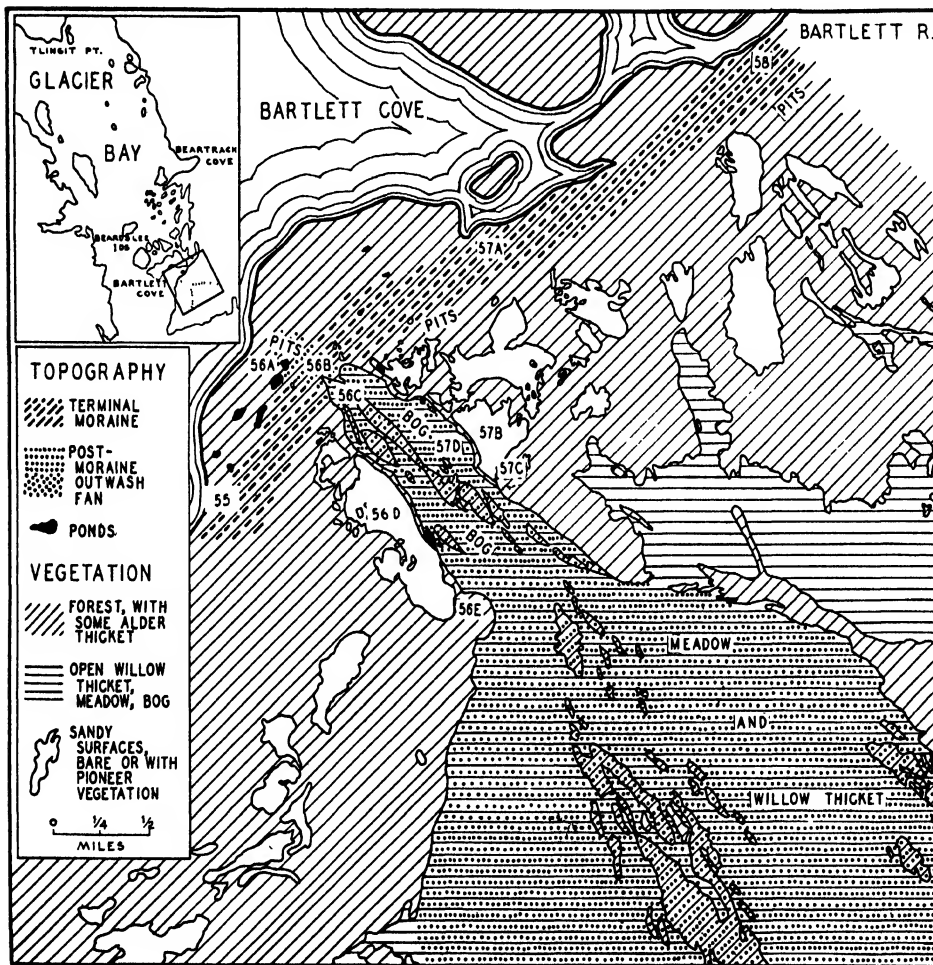 TLINGIT PT.
GLACIER
BAY
BEARTRACK
COVE
BEARDSLEE
IDS
BARTLETT
COVE
BARTLETT R.
BARTLETT COVE
58
PITS
57A
PITS
PITS
56A
56B
56C
BOG
57B
57D
57C
55
56D
BOG
56E
MEADOW
AND
WILLOW THICKET
TOPOGRAPHY
TERMINAL
MORAINE
POST-
MORAINE
OUTWASH
FAN
PONDS
VEGETATION
FOREST, WITH
SOME ALDER
THICKET
OPEN WILLOW
THICKET,
MEADOW, BOG
SANDY
SURFACES,
BARE OR WITH
PIONEER
VEGETATION
0 1/4 1/2
MILES